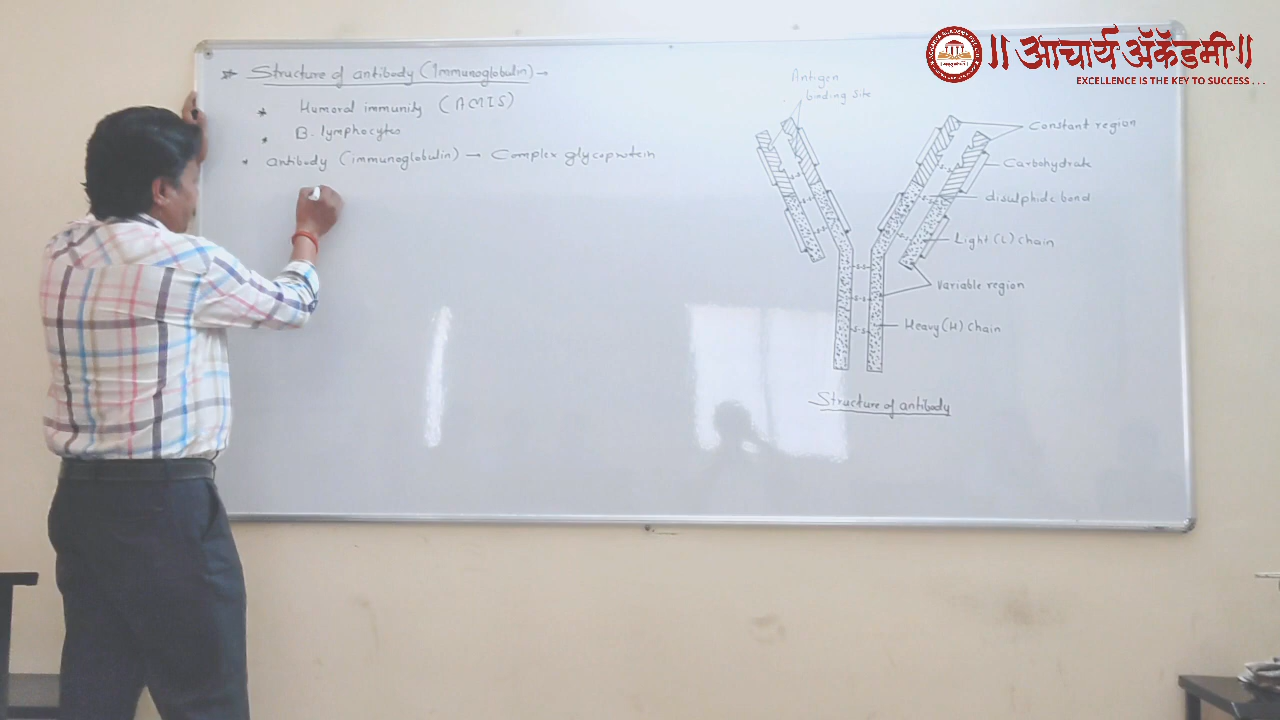 Structure of antibody (Immunoglobulin) →
* Humoral immunity (AMIS)
* B. lymphocytes
* antibody (immunoglobulin) → Complex glycoprotein
Antigen
binding site
Constant region
Carbohydrate
disulphide bond
Light (L) chain
Variable region
Heavy (H) chain
Structure of antibody
॥ आचार्य ॲकॅडमी ॥
EXCELLENCE IS THE KEY TO SUCCESS . . .